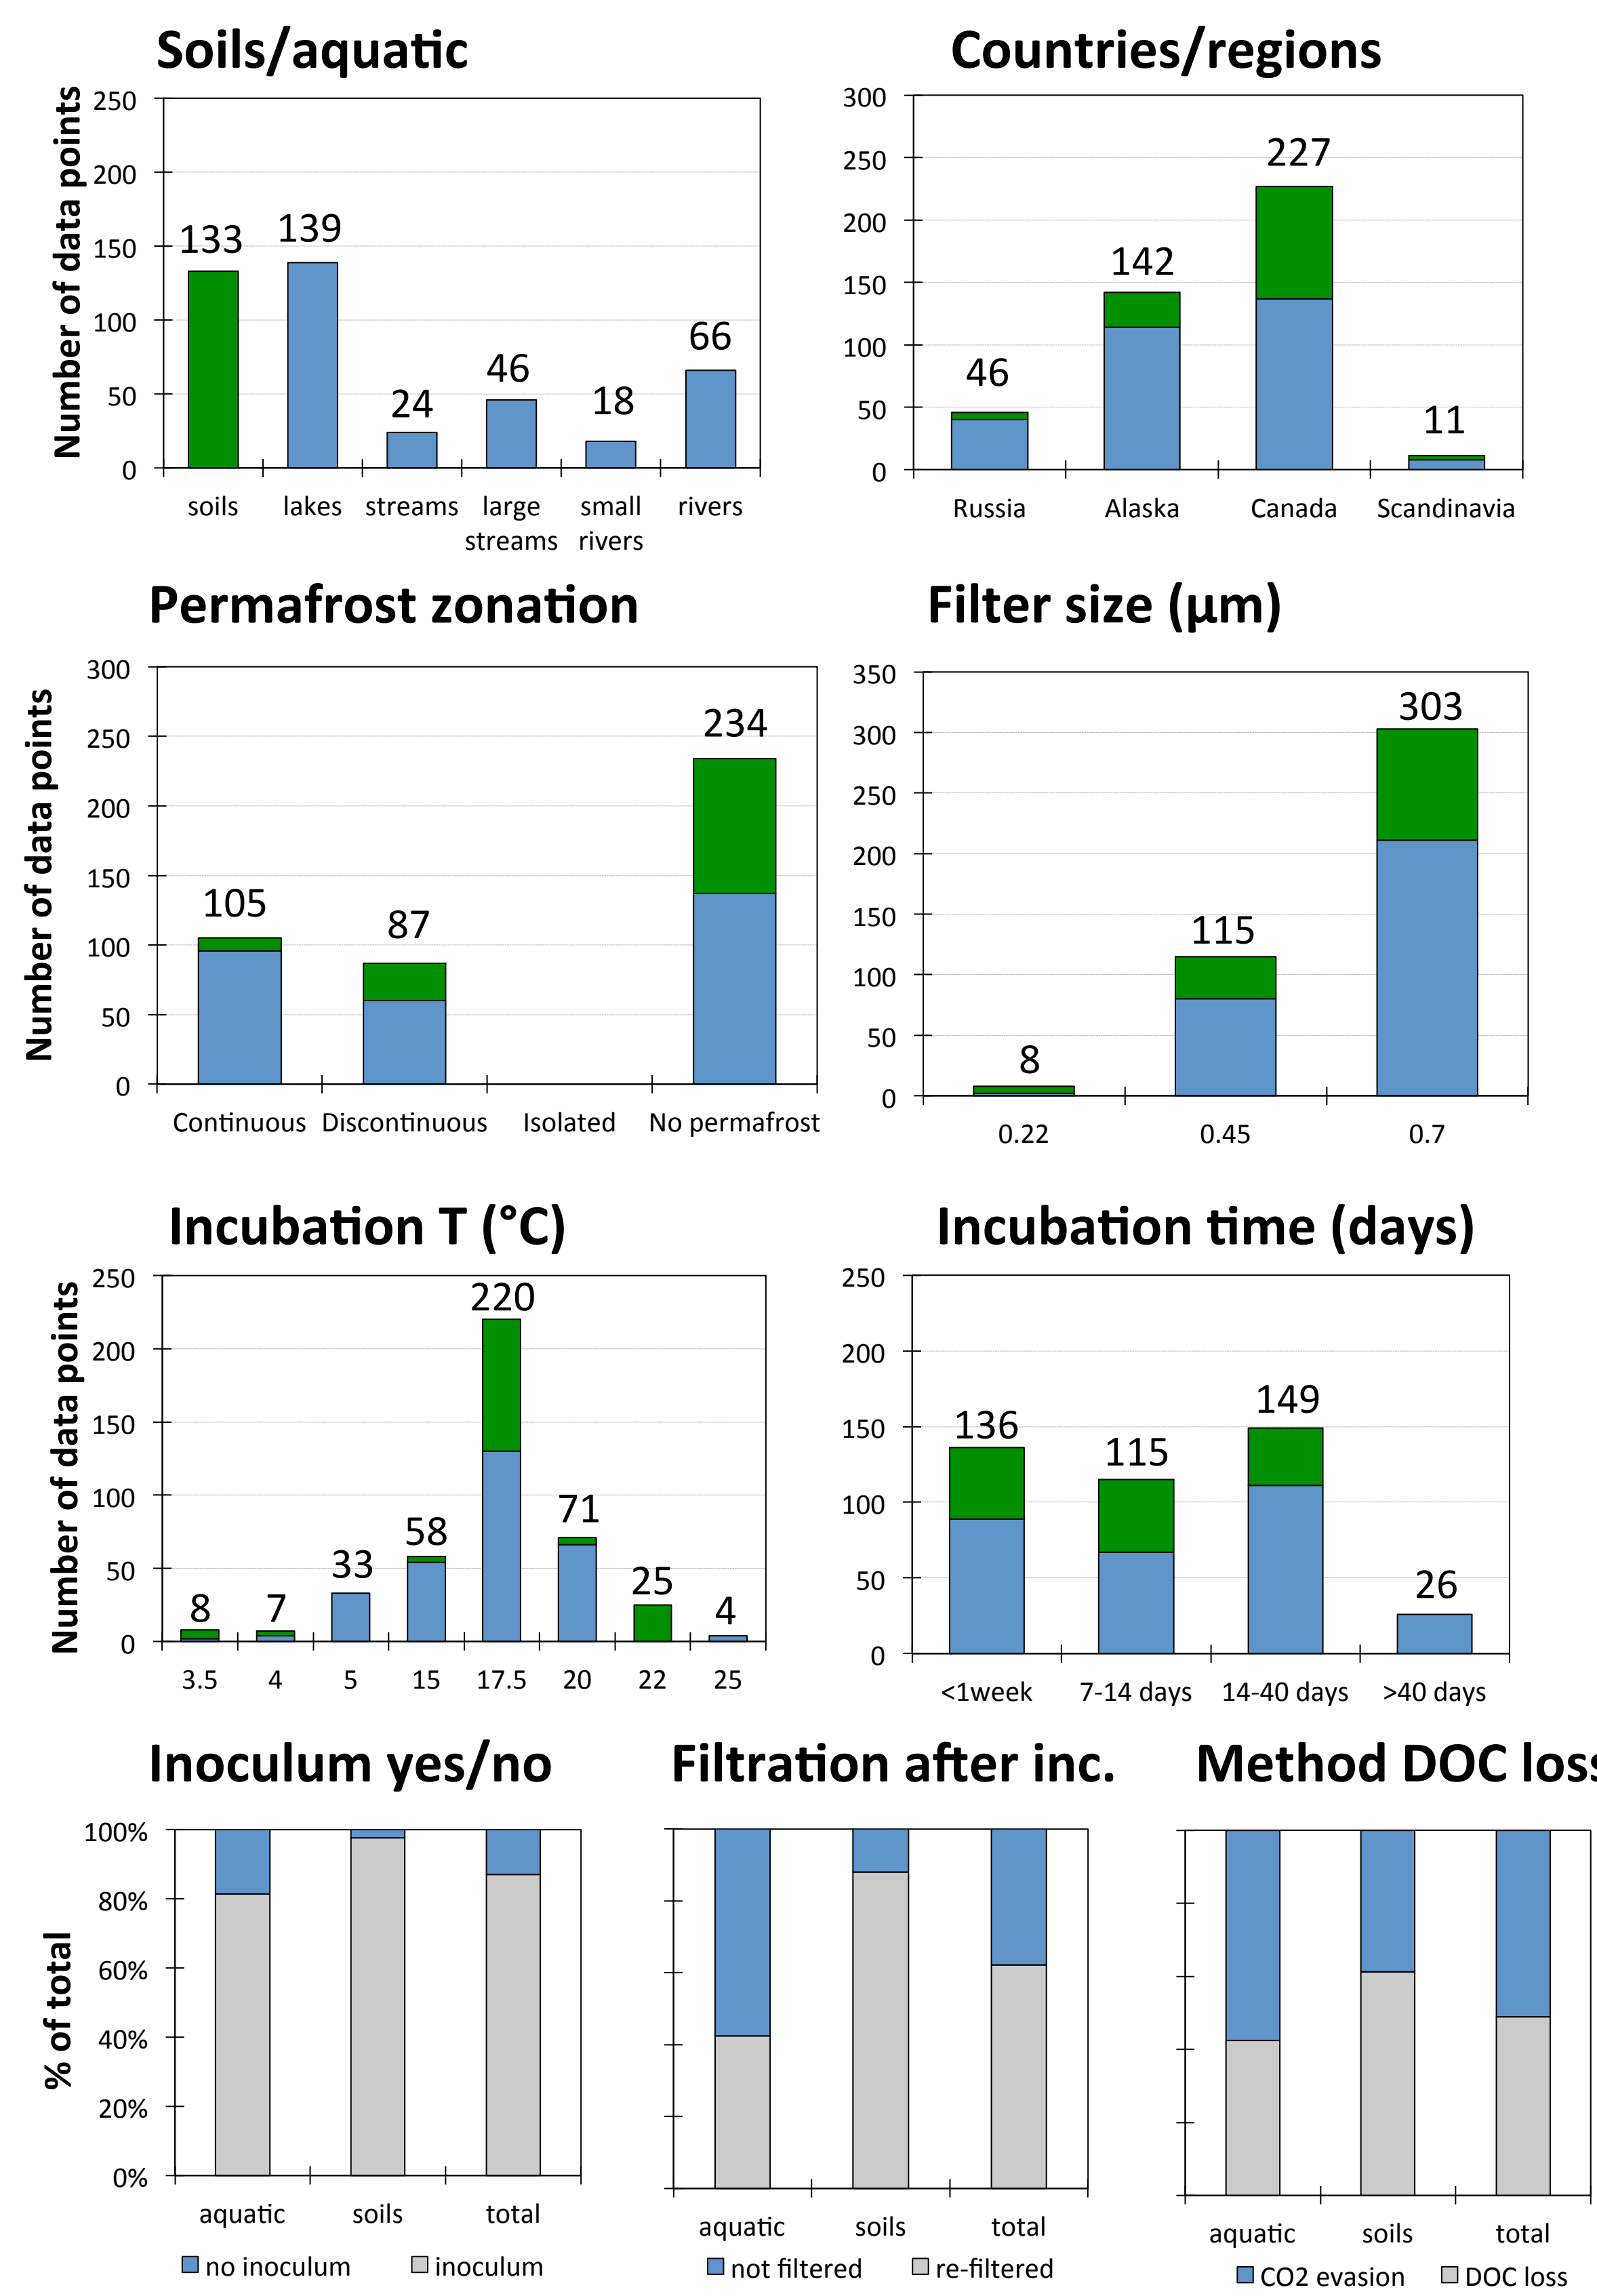 Soils/aquatic
Number of data points
250
200
150
100
50
0
133
139
24
46
18
66
soils
lakes
streams
large
streams
small
rivers
rivers
Countries/regions
300
250
200
150
100
50
0
46
142
227
11
Russia
Alaska
Canada
Scandinavia
Permafrost zonation
Number of data points
300
250
200
150
100
50
0
105
87
234
Continuous
Discontinuous
Isolated
No permafrost
Filter size (µm)
350
300
250
200
150
100
50
0
8
115
303
0.22
0.45
0.7
Incubation T (°C)
Number of data points
250
200
150
100
50
0
8
7
33
58
220
71
25
4
3.5
4
5
15
17.5
20
22
25
Incubation time (days)
250
200
150
100
50
0
136
115
149
26
<1week
7-14 days
14-40 days
>40 days
Inoculum yes/no
% of total
100%
80%
60%
40%
20%
0%
aquatic
soils
total
no inoculum
inoculum
Filtration after inc.
aquatic
soils
total
not filtered
re-filtered
Method DOC loss
aquatic
soils
total
CO2 evasion
DOC loss